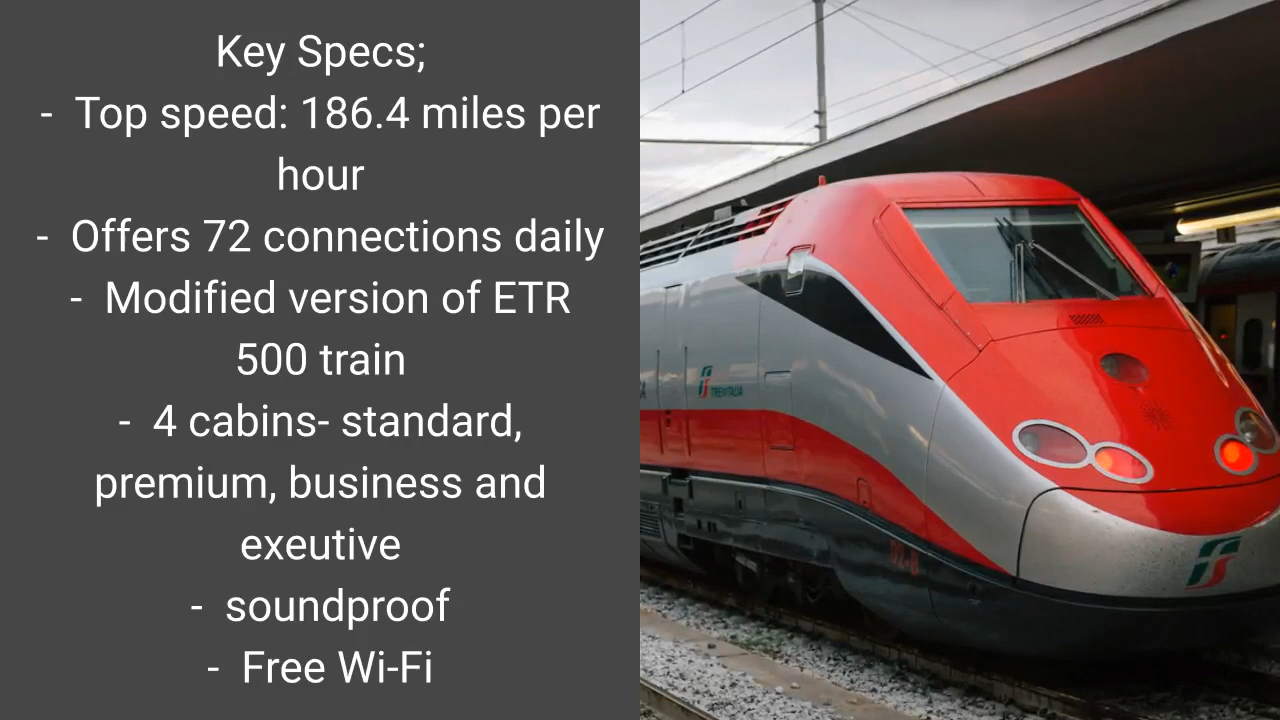 Key Specs;
- Top speed: 186.4 miles per
hour
- Offers 72 connections daily
- Modified version of ETR
500 train
- 4 cabins- standard,
premium, business and
exeutive
- soundproof
- Free Wi-Fi
TRENITALIA